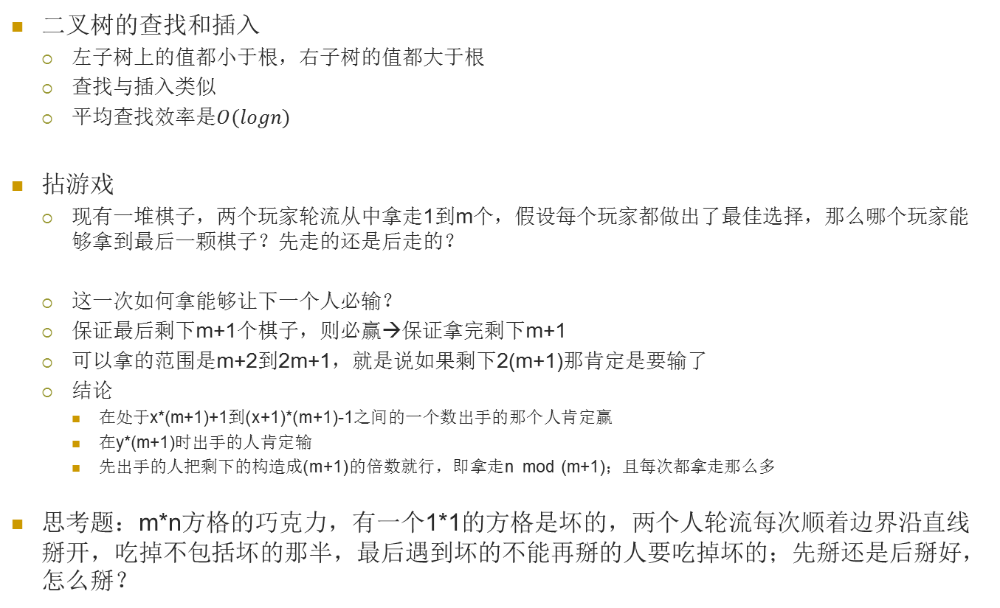 二叉树的查找和插入
左子树上的值都小于根，右子树的值都大于根
查找与插入类似
平均查找效率是O(logn)
拈游戏
现有一堆棋子，两个玩家轮流从中拿走1到m个，假设每个玩家都做出了最佳选择，那么哪个玩家能
够拿到最后一颗棋子？先走的还是后走的？
这一次如何拿能够让下一个人必输？
保证最后剩下m+1个棋子，则必赢→保证拿完剩下m+1
可以拿的范围是m+2到2m+1，就是说如果剩下2(m+1)那肯定是要输了
结论
在处于x*(m+1)+1到(x+1)*(m+1)-1之间的一个数出手的那个人肯定赢
在y*(m+1)时出手的人肯定输
先出手的人把剩下的构造成(m+1)的倍数就行，即拿走n mod (m+1)；且每次都拿走那么多
思考题：m*n方格的巧克力，有一个1*1的方格是坏的，两个人轮流每次顺着边界沿直线
掰开，吃掉不包括坏的那半，最后遇到坏的不能再掰的人要吃掉坏的；先掰还是后掰好，
怎么掰？